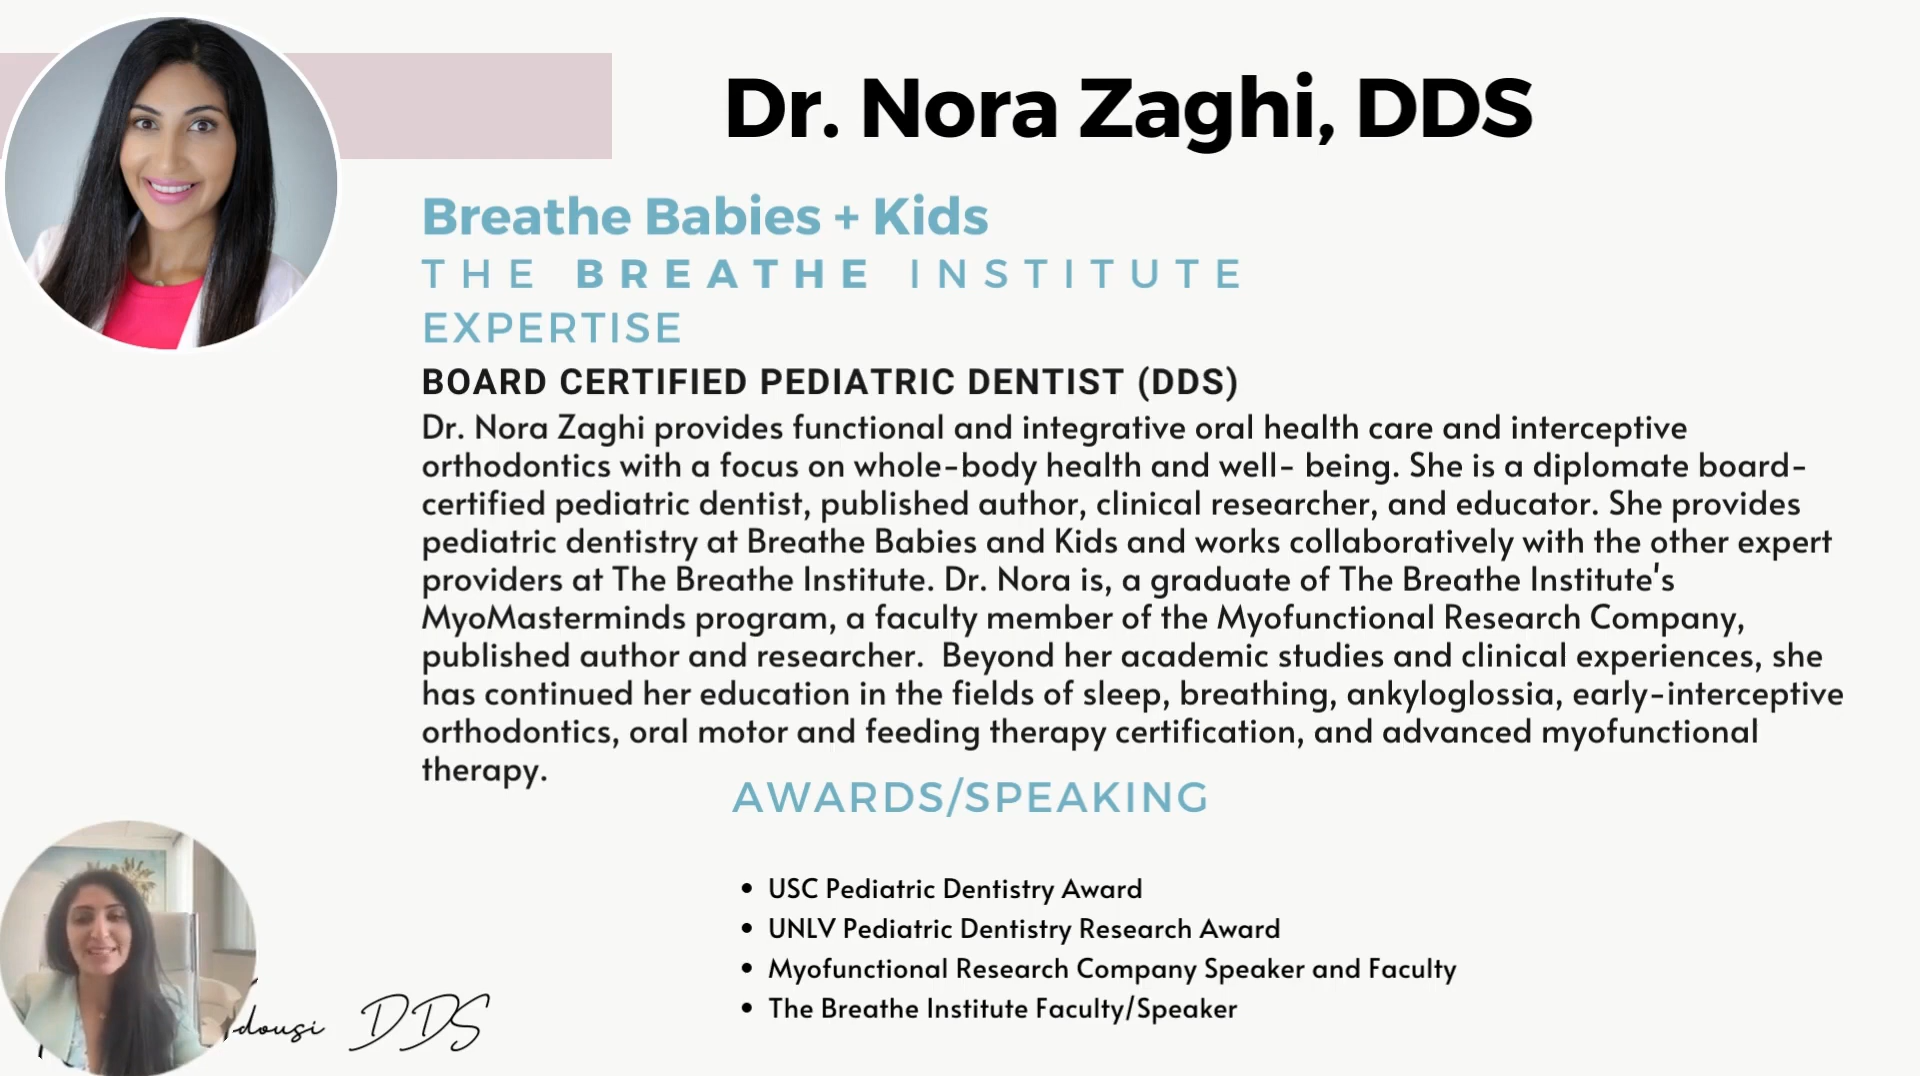 Dr. Nora Zaghi, DDS
Breathe Babies + Kids
THE BREATHE INSTITUTE
EXPERTISE
BOARD CERTIFIED PEDIATRIC DENTIST (DDS)
Dr. Nora Zaghi provides functional and integrative oral health care and interceptive
orthodontics with a focus on whole-body health and well- being. She is a diplomate board-
certified pediatric dentist, published author, clinical researcher, and educator. She provides
pediatric dentistry at Breathe Babies and Kids and works collaboratively with the other expert
providers at The Breathe Institute. Dr. Nora is, a graduate of The Breathe Institute's
MyoMasterminds program, a faculty member of the Myofunctional Research Company,
published author and researcher.  Beyond her academic studies and clinical experiences, she
has continued her education in the fields of sleep, breathing, ankyloglossia, early-interceptive
orthodontics, oral motor and feeding therapy certification, and advanced myofunctional
therapy.
AWARDS/SPEAKING
• USC Pediatric Dentistry Award
• UNLV Pediatric Dentistry Research Award
• Myofunctional Research Company Speaker and Faculty
• The Breathe Institute Faculty/Speaker
DDS